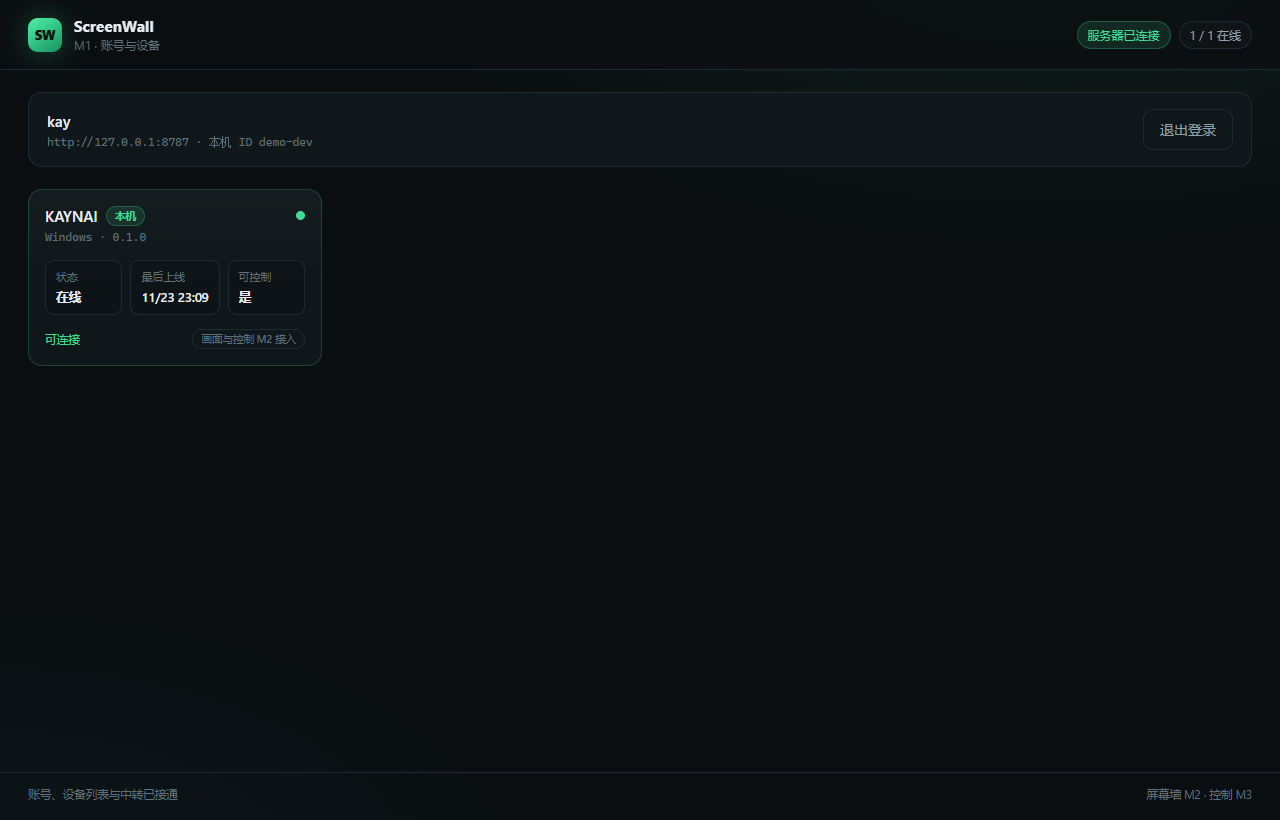 SW
ScreenWall
M1 · 账号与设备
服务器已连接
1 / 1 在线
kay
http://127.0.0.1:8787 · 本机 ID demo-dev
退出登录
KAYNAI 本机
Windows · 0.1.0
状态
在线
最后上线
11/23 23:09
可控制
是
可连接
画面与控制 M2 接入
账号、设备列表与中转已接通
屏幕墙 M2 · 控制 M3